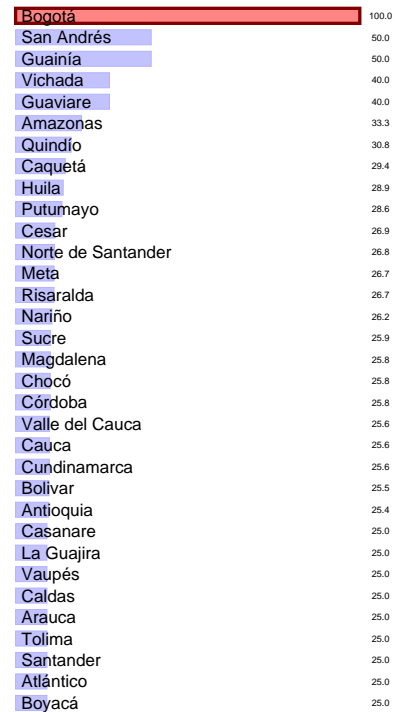 Bogotá 100.0
San Andrés 50.0
Guainía 50.0
Vichada 40.0
Guaviare 40.0
Amazonas 33.3
Quindío 30.8
Caquetá 29.4
Huila 28.9
Putumayo 28.6
Cesar 26.9
Norte de Santander 26.8
Meta 26.7
Risaralda 26.7
Nariño 26.2
Sucre 25.9
Magdalena 25.8
Chocó 25.8
Córdoba 25.8
Valle del Cauca 25.6
Cauca 25.6
Cundinamarca 25.6
Bolivar 25.5
Antioquia 25.4
Casanare 25.0
La Guajira 25.0
Vaupés 25.0
Caldas 25.0
Arauca 25.0
Tolima 25.0
Santander 25.0
Atlántico 25.0
Boyacá 25.0